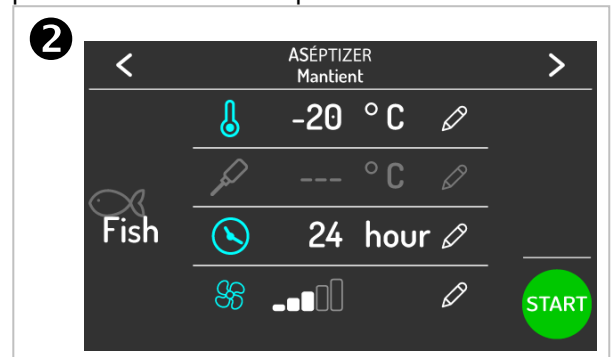 2
< ASÉPTIZER >
Mantient
-20 °C
--- °C
Fish
24 hour
START